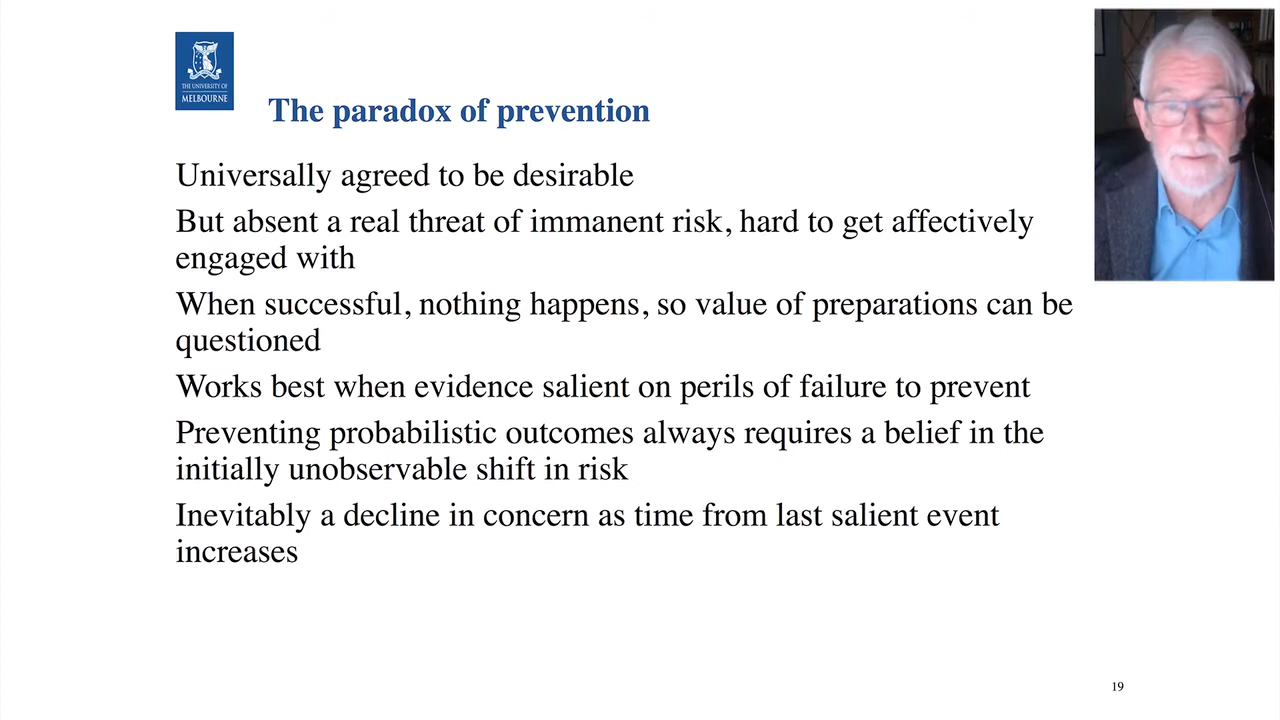 THE UNIVERSITY OF
MELBOURNE
The paradox of prevention
Universally agreed to be desirable
But absent a real threat of immanent risk, hard to get affectively
engaged with
When successful, nothing happens, so value of preparations can be
questioned
Works best when evidence salient on perils of failure to prevent
Preventing probabilistic outcomes always requires a belief in the
initially unobservable shift in risk
Inevitably a decline in concern as time from last salient event
increases
19